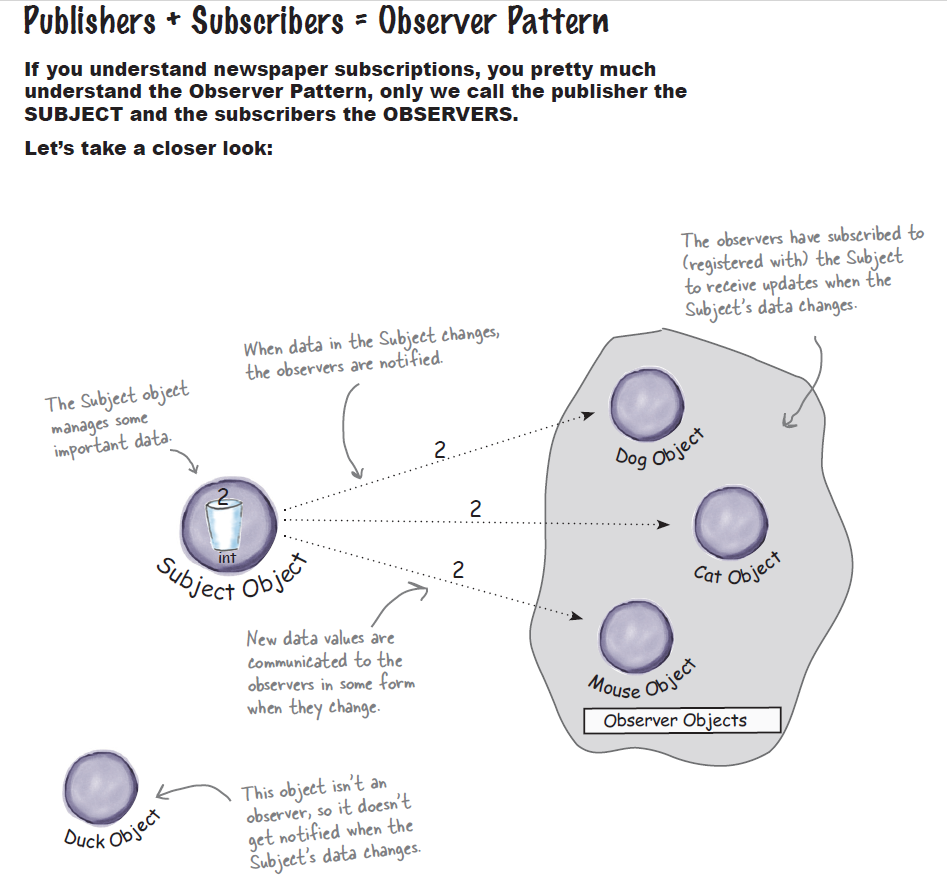 Publishers + Subscribers = Observer Pattern
If you understand newspaper subscriptions, you pretty much
understand the Observer Pattern, only we call the publisher the
SUBJECT and the subscribers the OBSERVERS.
Let's take a closer look:
The observers have subscribed to
(registered with) the Subject
to receive updates when the
Subject's data changes.
When data in the Subject changes,
the observers are notified.
The Subject object
manages some
important data.
2
int
Subject Object
2
2
2
Dog Object
Cat Object
Mouse Object
Observer Objects
New data values are
communicated to the
observers in some form
when they change.
Duck Object
This object isn't an
observer, so it doesn't
get notified when the
Subject's data changes.